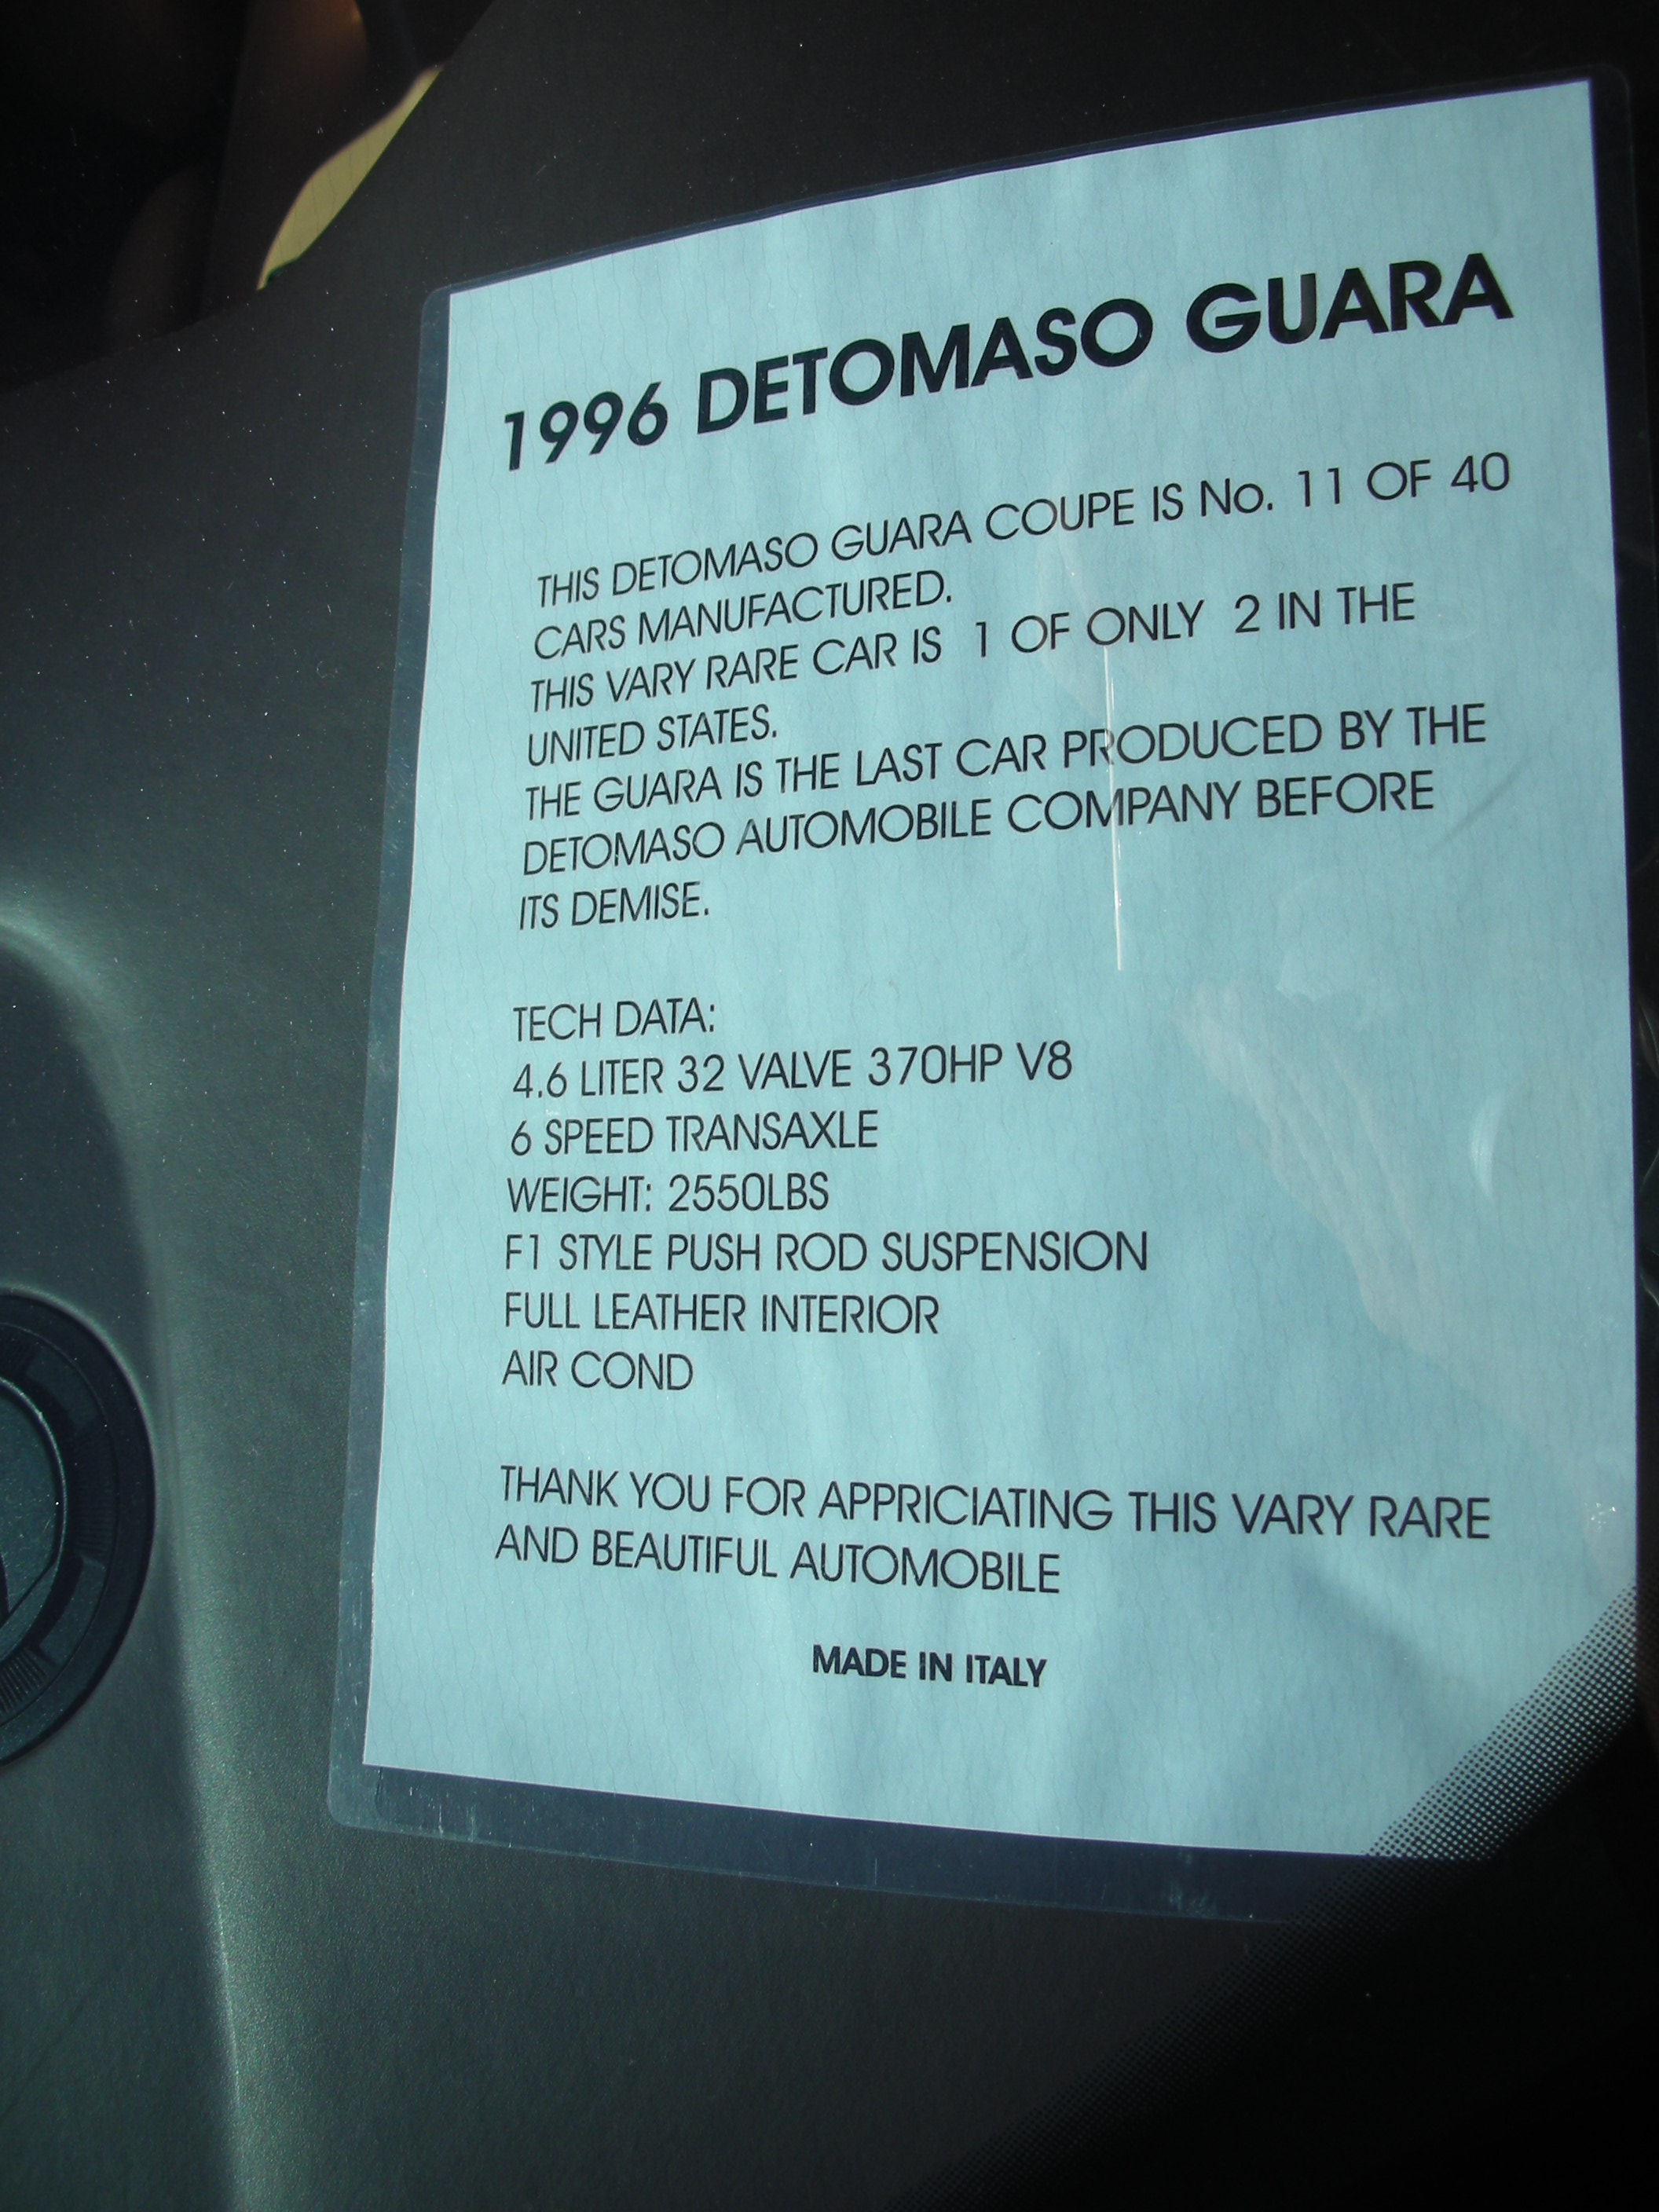 1996 DETOMASO GUARA
THIS DETOMASO GUARA COUPE IS No. 11 OF 40
CARS MANUFACTURED.
THIS VARY RARE CAR IS 1 OF ONLY 2 IN THE
UNITED STATES.
THE GUARA IS THE LAST CAR PRODUCED BY THE
DETOMASO AUTOMOBILE COMPANY BEFORE
ITS DEMISE.
TECH DATA:
4.6 LITER 32 VALVE 370HP V8
6 SPEED TRANSAXLE
WEIGHT: 2550LBS
F1 STYLE PUSH ROD SUSPENSION
FULL LEATHER INTERIOR
AIR COND
THANK YOU FOR APPRICIATING THIS VARY RARE
AND BEAUTIFUL AUTOMOBILE
MADE IN ITALY